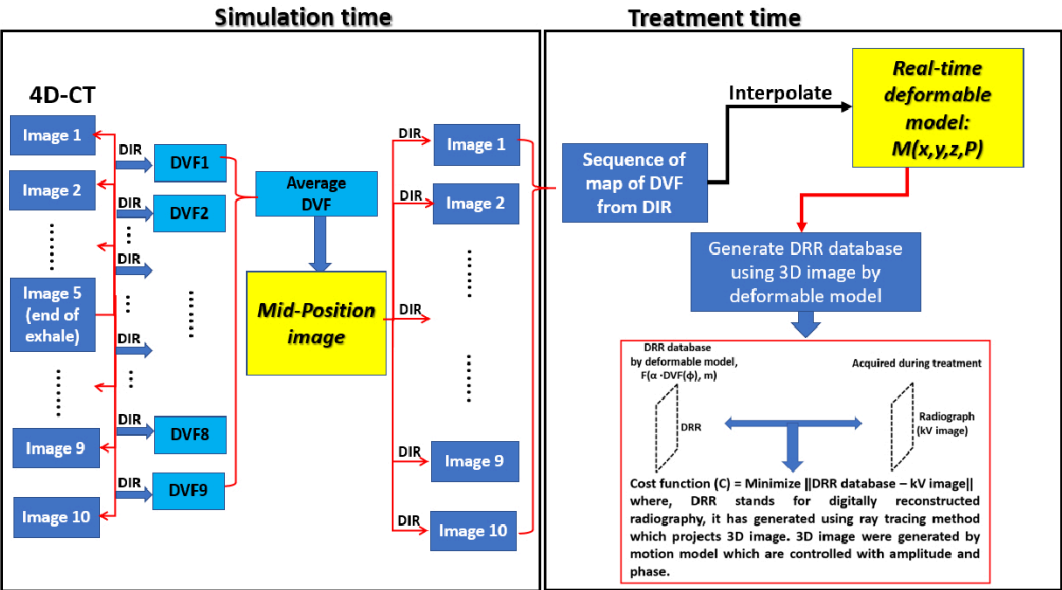 Simulation time
Treatment time
4D-CT
Image 1
Image 2
Image 5
(end of
exhale)
Image 9
Image 10
DIR
DIR
DIR
DIR
DIR
DIR
DVF1
DVF2
DVF8
DVF9
Average
DVF
Mid-Position
image
DIR
DIR
DIR
DIR
DIR
Image 1
Image 2
Image 9
Image 10
Sequence of
map of DVF
from DIR
Interpolate
Real-time
deformable
model:
M(x,y,z,P)
Generate DRR database
using 3D image by
deformable model
DRR database
by deformable model,
F(α ·DVF(ϕ), m)
DRR
Acquired during treatment
Radiograph
(kV image)
Cost function (C) = Minimize ||DRR database – kV image||
where, DRR stands for digitally reconstructed
radiography, it has generated using ray tracing method
which projects 3D image. 3D image were generated by
motion model which are controlled with amplitude and
phase.